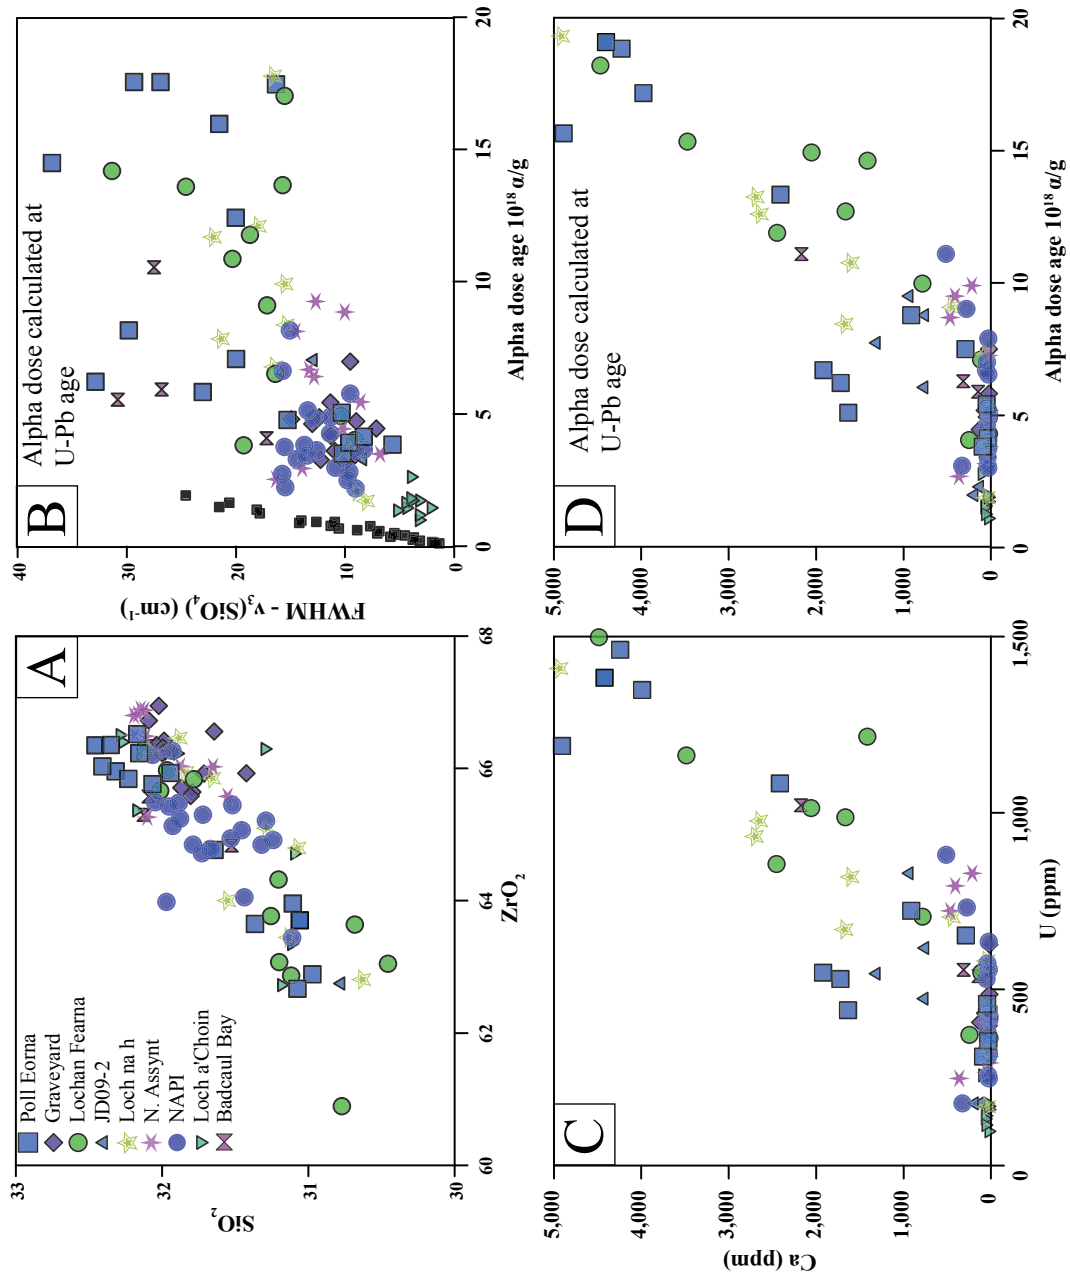 A
33
32
31
30
SiO2
60
62
64
66
68
ZrO2
Poll Eorna
Graveyard
Lochan Fearna
JD09-2
Loch na h
N. Assynt
NAPI
Loch a'Choin
Badcaul Bay
B
Alpha dose calculated at
U-Pb age
40
30
20
10
0
FWHM - ν3(SiO4) (cm-1)
0
5
10
15
20
Alpha dose age 10^18 α/g
C
5,000
4,000
3,000
2,000
1,000
0
Ca (ppm)
0
500
1,000
1,500
U (ppm)
D
Alpha dose calculated at
U-Pb age
5,000
4,000
3,000
2,000
1,000
0
0
5
10
15
20
Alpha dose age 10^18 α/g